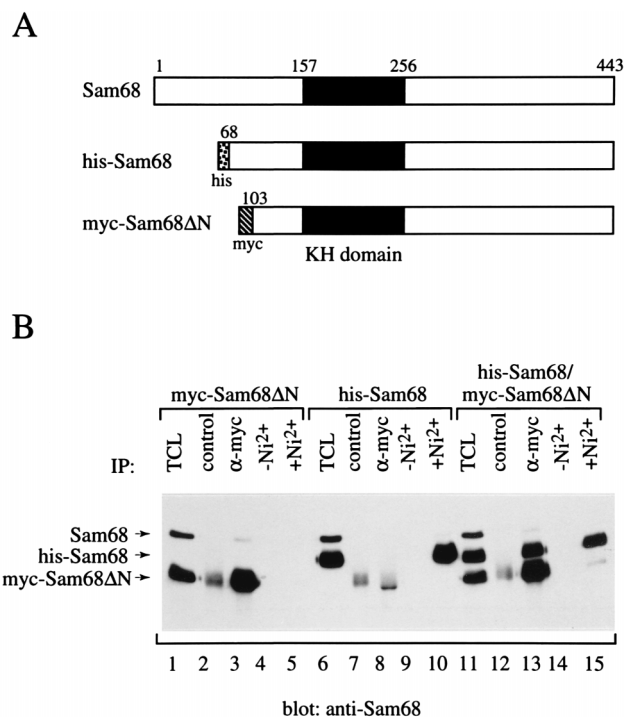 A
1 157 256 443
Sam68
68
his-Sam68
his
103
myc-Sam68ΔN
myc
KH domain
B
his-Sam68/
myc-Sam68ΔN his-Sam68 myc-Sam68ΔN
IP: TCL control α-myc -Ni2+ +Ni2+ TCL control α-myc -Ni2+ +Ni2+ TCL control α-myc -Ni2+ +Ni2+
Sam68
his-Sam68
myc-Sam68ΔN
1 2 3 4 5 6 7 8 9 10 11 12 13 14 15
blot: anti-Sam68